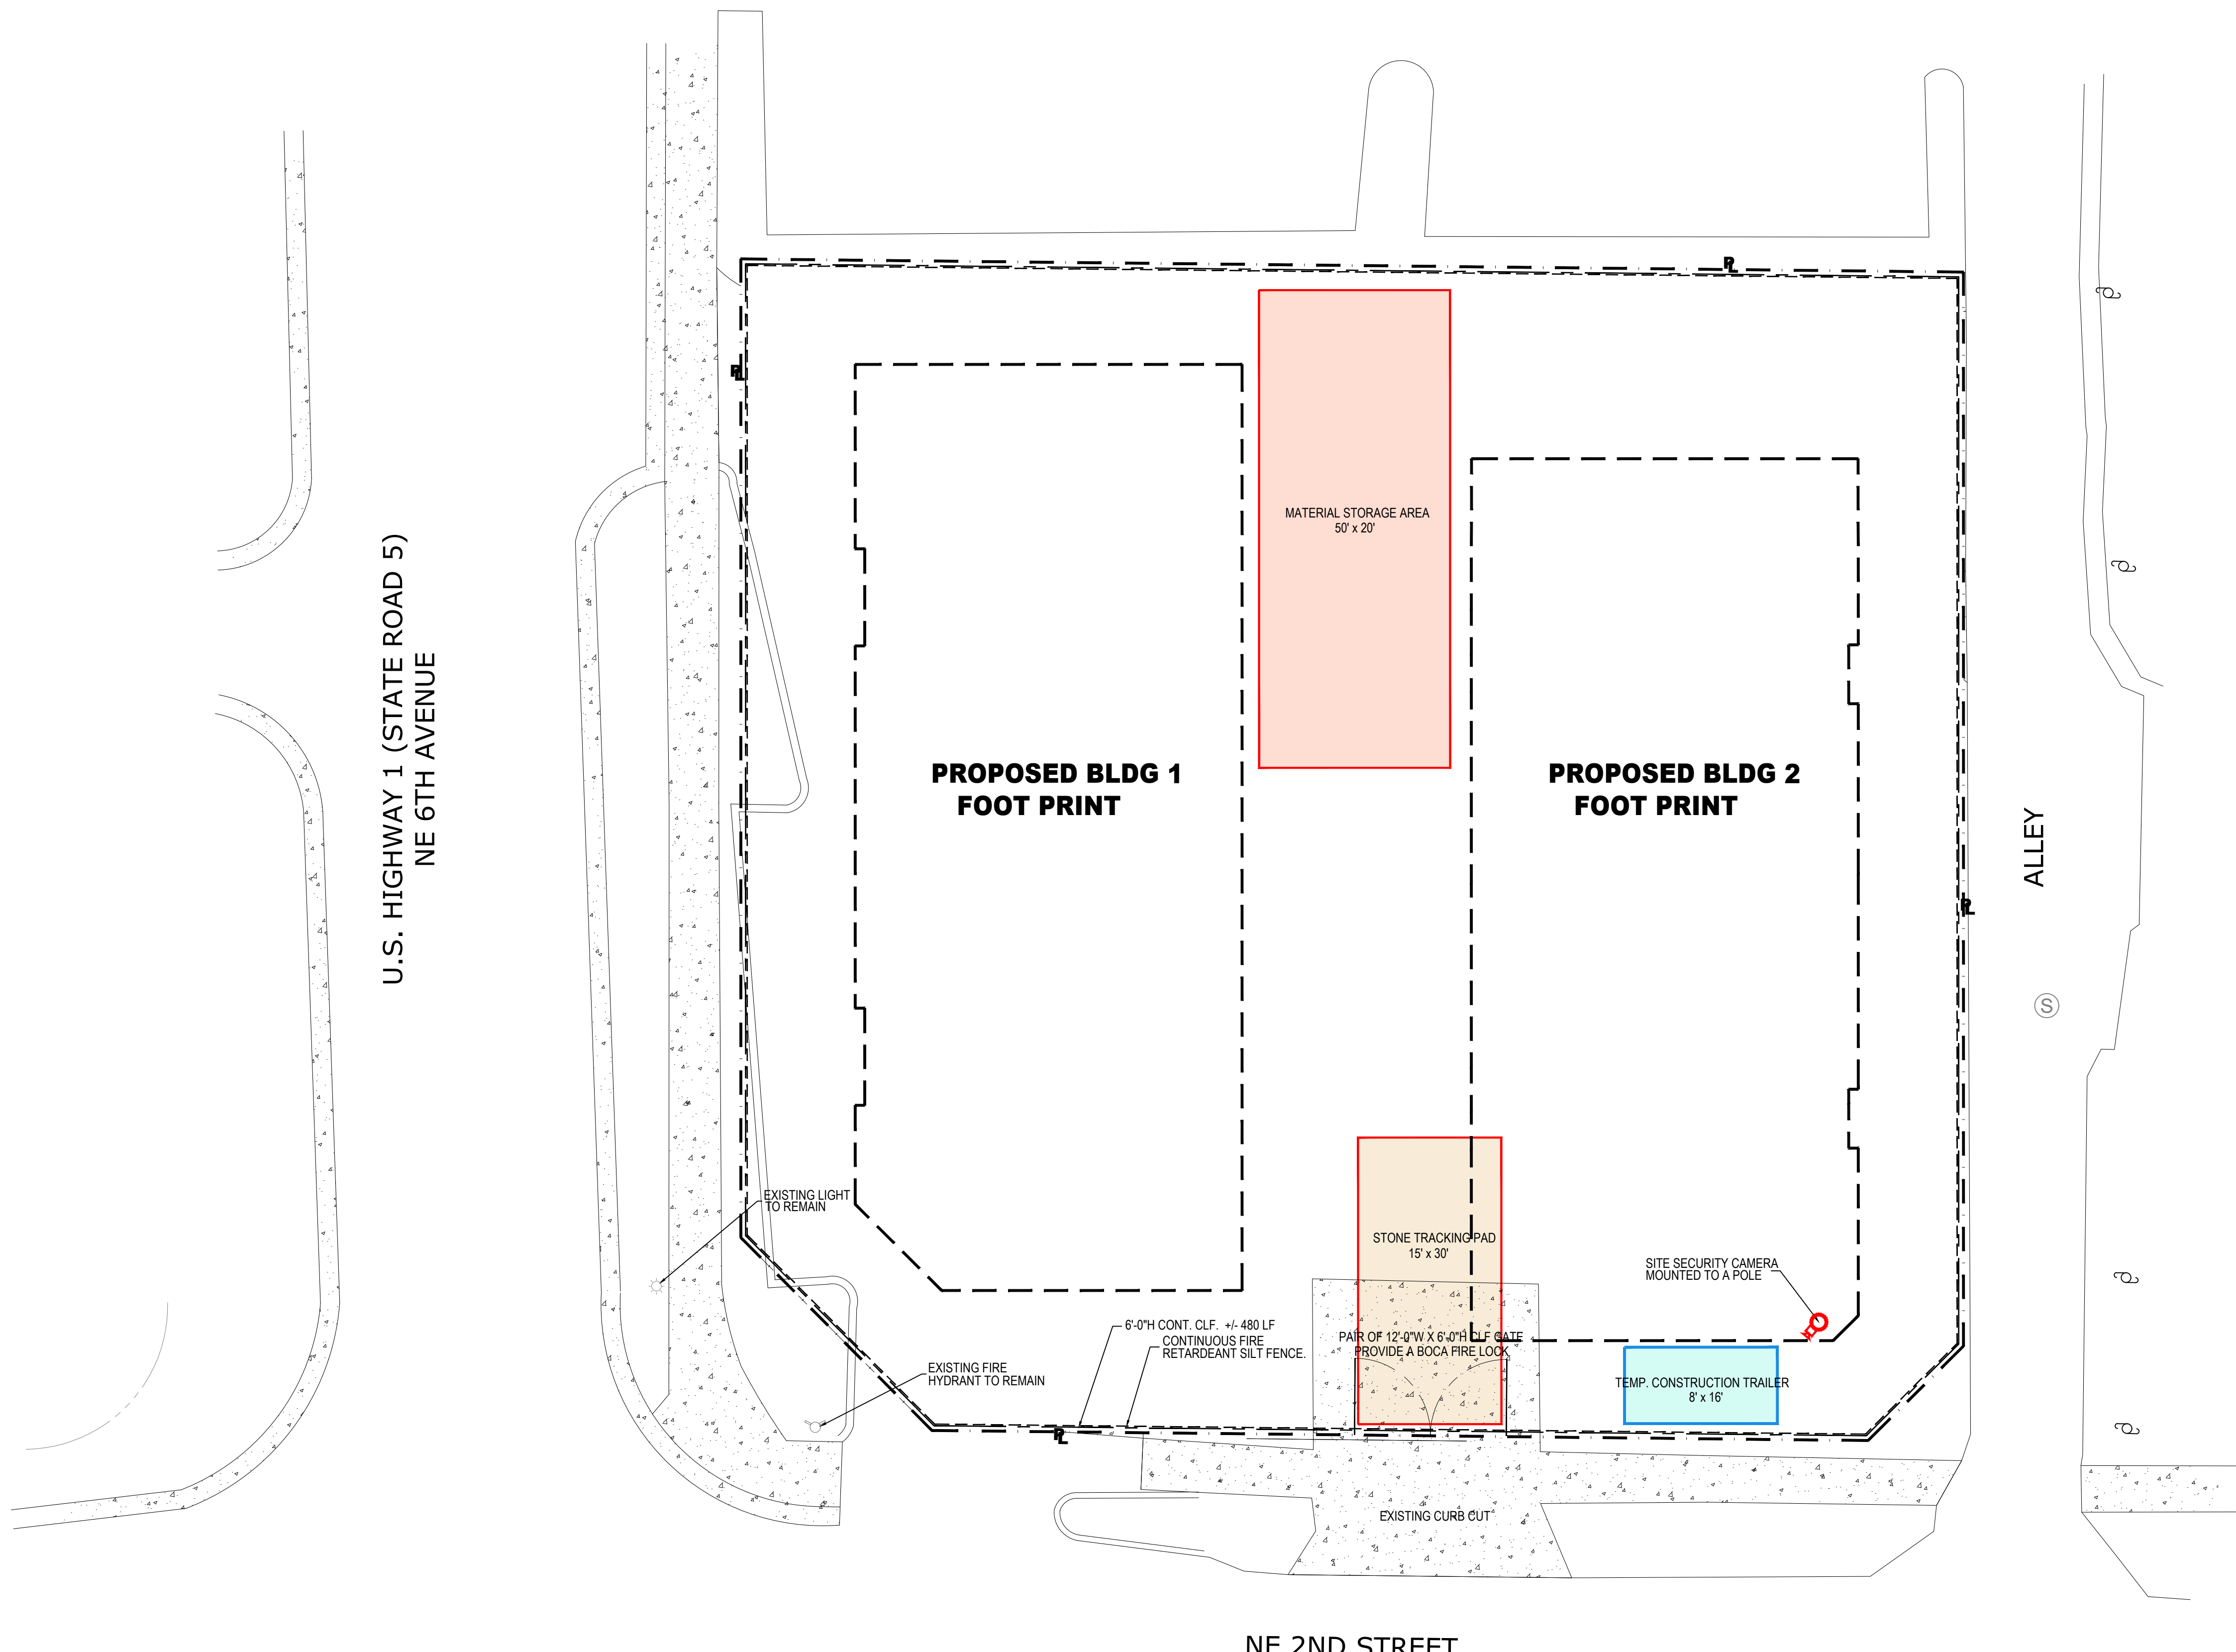 PL
PL
MATERIAL STORAGE AREA
50' x 20'
U.S. HIGHWAY 1 (STATE ROAD 5)
NE 6TH AVENUE
PROPOSED BLDG 1
FOOT PRINT
PROPOSED BLDG 2
FOOT PRINT
ALLEY
PL
S
EXISTING LIGHT
TO REMAIN
STONE TRACKING PAD
15' x 30'
SITE SECURITY CAMERA
MOUNTED TO A POLE
6'-0"H CONT. CLF. +/- 480 LF
CONTINUOUS FIRE
RETARDEANT SILT FENCE.
PAIR OF 12'-0"W X 6'-0"H CLF GATE
PROVIDE A BOCA FIRE LOCK
EXISTING FIRE
HYDRANT TO REMAIN
TEMP. CONSTRUCTION TRAILER
8' x 16'
PL
EXISTING CURB CUT
NE 2ND STREET